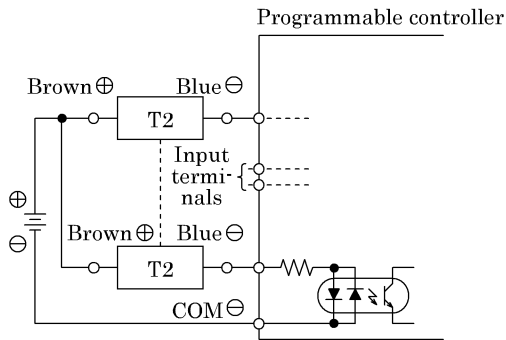 Programmable controller
Brown ⊕
Blue ⊖
T2
Input
termi-
nals
⊕
⊖
Brown ⊕
Blue ⊖
T2
COM ⊖